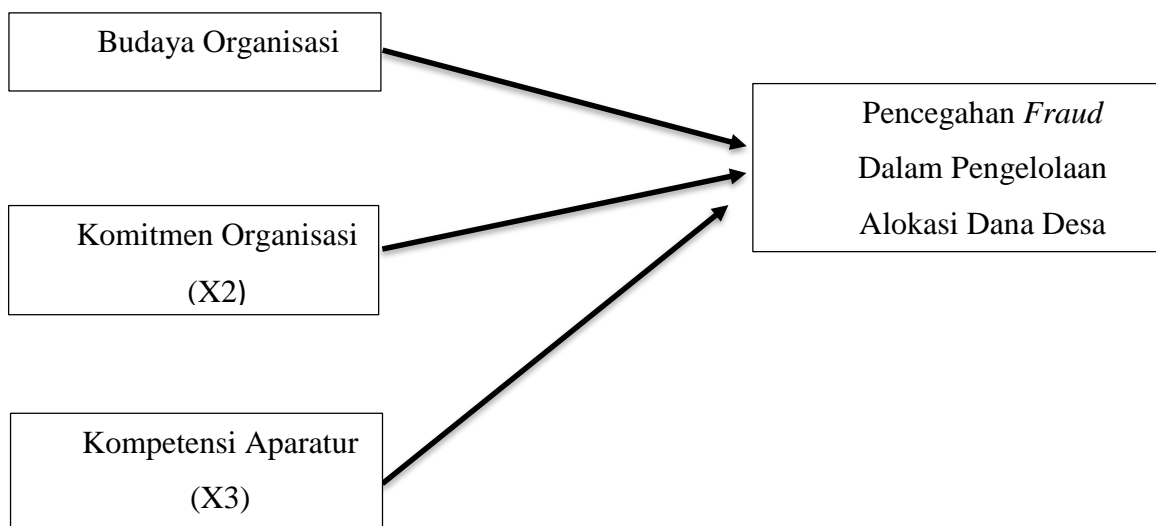 Budaya Organisasi
Komitmen Organisasi
(X2)
Kompetensi Aparatur
(X3)
Pencegahan Fraud
Dalam Pengelolaan
Alokasi Dana Desa